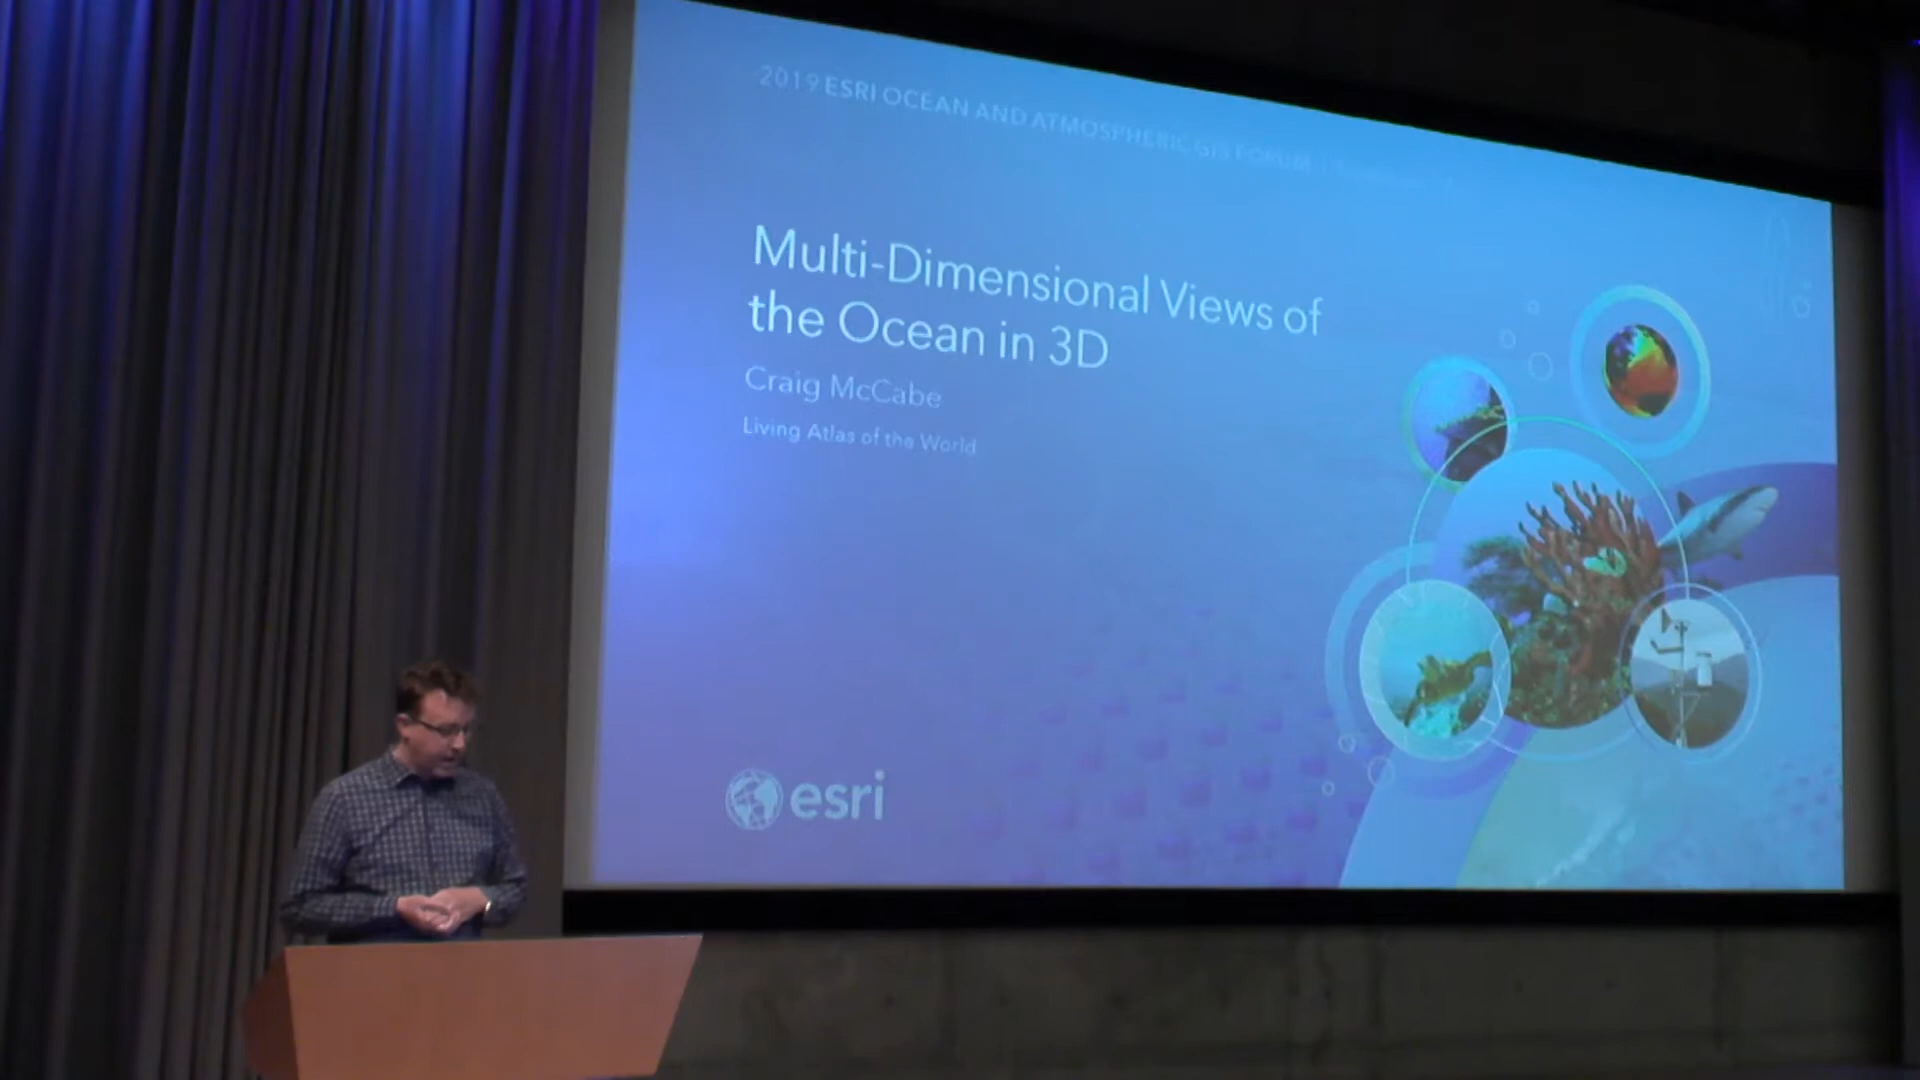 2019 ESRI OCEAN AND ATMOSPHERIC GIS FORUM
Multi-Dimensional Views of
the Ocean in 3D
Craig McCabe
Living Atlas of the World
esri